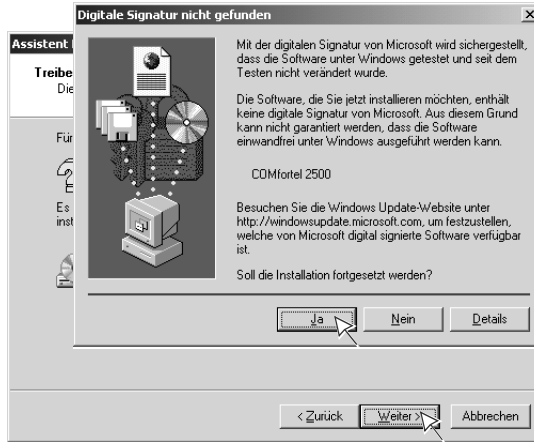 Digitale Signatur nicht gefunden
Mit der digitalen Signatur von Microsoft wird sichergestellt,
dass die Software unter Windows getestet und seit dem
Testen nicht verändert wurde.
Die Software, die Sie jetzt installieren möchten, enthält
keine digitale Signatur von Microsoft. Aus diesem Grund
kann nicht garantiert werden, dass die Software
einwandfrei unter Windows ausgeführt werden kann.
COMfortel 2500
Besuchen Sie die Windows Update-Website unter
http://windowsupdate.microsoft.com, um festzustellen,
welche von Microsoft digital signierte Software verfügbar
ist.
Soll die Installation fortgesetzt werden?
Ja Nein Details
Assistent
Treibe
Die
Für
Es
inst
< Zurück Weiter > Abbrechen